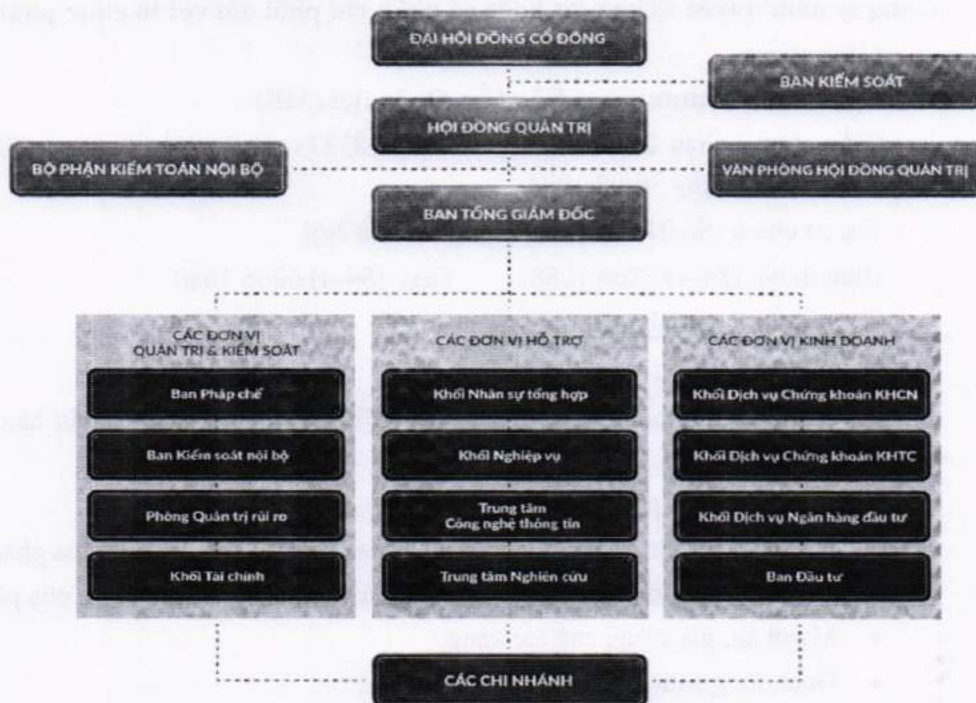 ĐẠI HỘI ĐỒNG CỔ ĐÔNG
BAN KIỂM SOÁT
HỘI ĐỒNG QUẢN TRỊ
BỘ PHẬN KIỂM TOÁN NỘI BỘ
VĂN PHÒNG HỘI ĐỒNG QUẢN TRỊ
BAN TỔNG GIÁM ĐỐC
CÁC ĐƠN VỊ
QUẢN TRỊ & KIỂM SOÁT
Ban Pháp chế
Ban Kiểm soát nội bộ
Phòng Quản trị rủi ro
Khối Tài chính
CÁC ĐƠN VỊ HỖ TRỢ
Khối Nhân sự tổng hợp
Khối Nghiệp vụ
Trung tâm
Công nghệ thông tin
Trung tâm Nghiên cứu
CÁC ĐƠN VỊ KINH DOANH
Khối Dịch vụ Chứng khoán KHCN
Khối Dịch vụ Chứng khoán KHTC
Khối Dịch vụ Ngân hàng đầu tư
Ban Đầu tư
CÁC CHI NHÁNH